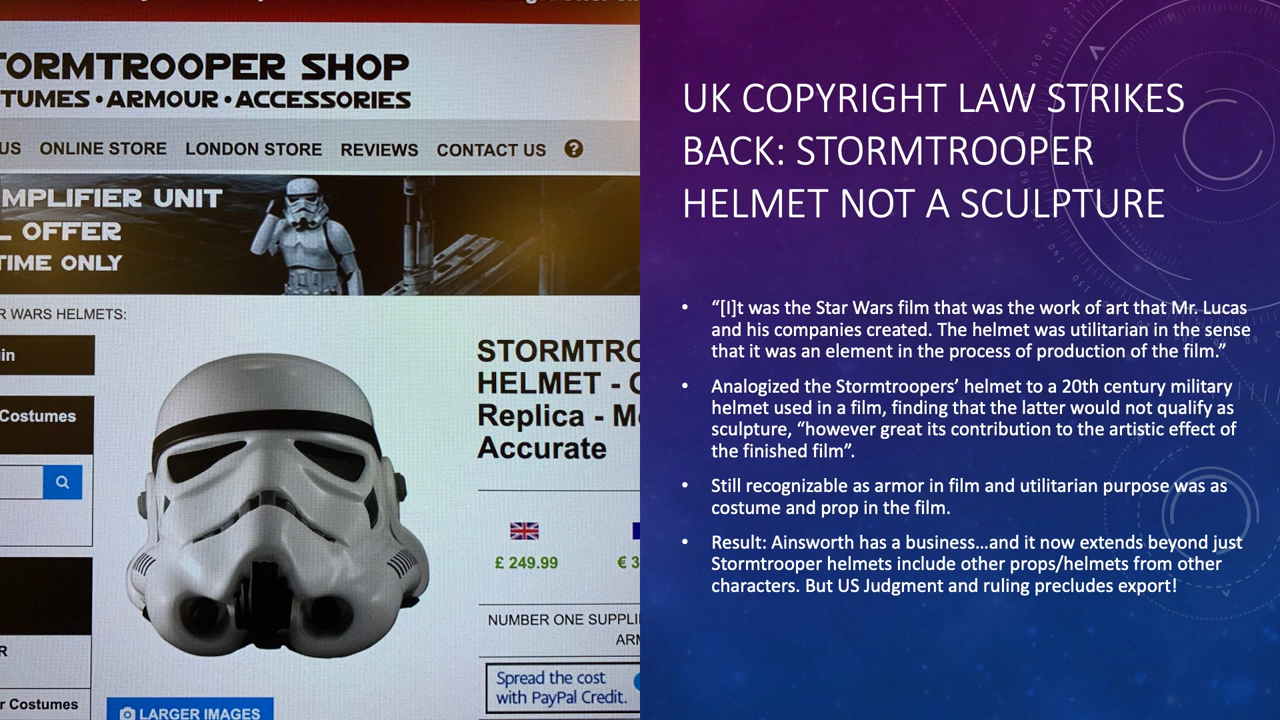 TORMTROOPER SHOP
TUMES • ARMOUR • ACCESSORIES
US ONLINE STORE LONDON STORE REVIEWS CONTACT US ?
MPLIFIER UNIT
L OFFER
TIME ONLY
R WARS HELMETS:
in
Costumes
STORMTRO
HELMET - 
Replica - M
Accurate
£ 249.99 € 3
NUMBER ONE SUPPLI
ARM
Spread the cost
with PayPal Credit.
R
r Costumes
LARGER IMAGES
UK COPYRIGHT LAW STRIKES
BACK: STORMTROOPER
HELMET NOT A SCULPTURE
• “[I]t was the Star Wars film that was the work of art that Mr. Lucas
and his companies created. The helmet was utilitarian in the sense
that it was an element in the process of production of the film.”
• Analogized the Stormtroopers’ helmet to a 20th century military
helmet used in a film, finding that the latter would not qualify as
sculpture, “however great its contribution to the artistic effect of
the finished film”.
• Still recognizable as armor in film and utilitarian purpose was as
costume and prop in the film.
• Result: Ainsworth has a business…and it now extends beyond just
Stormtrooper helmets include other props/helmets from other
characters. But US Judgment and ruling precludes export!